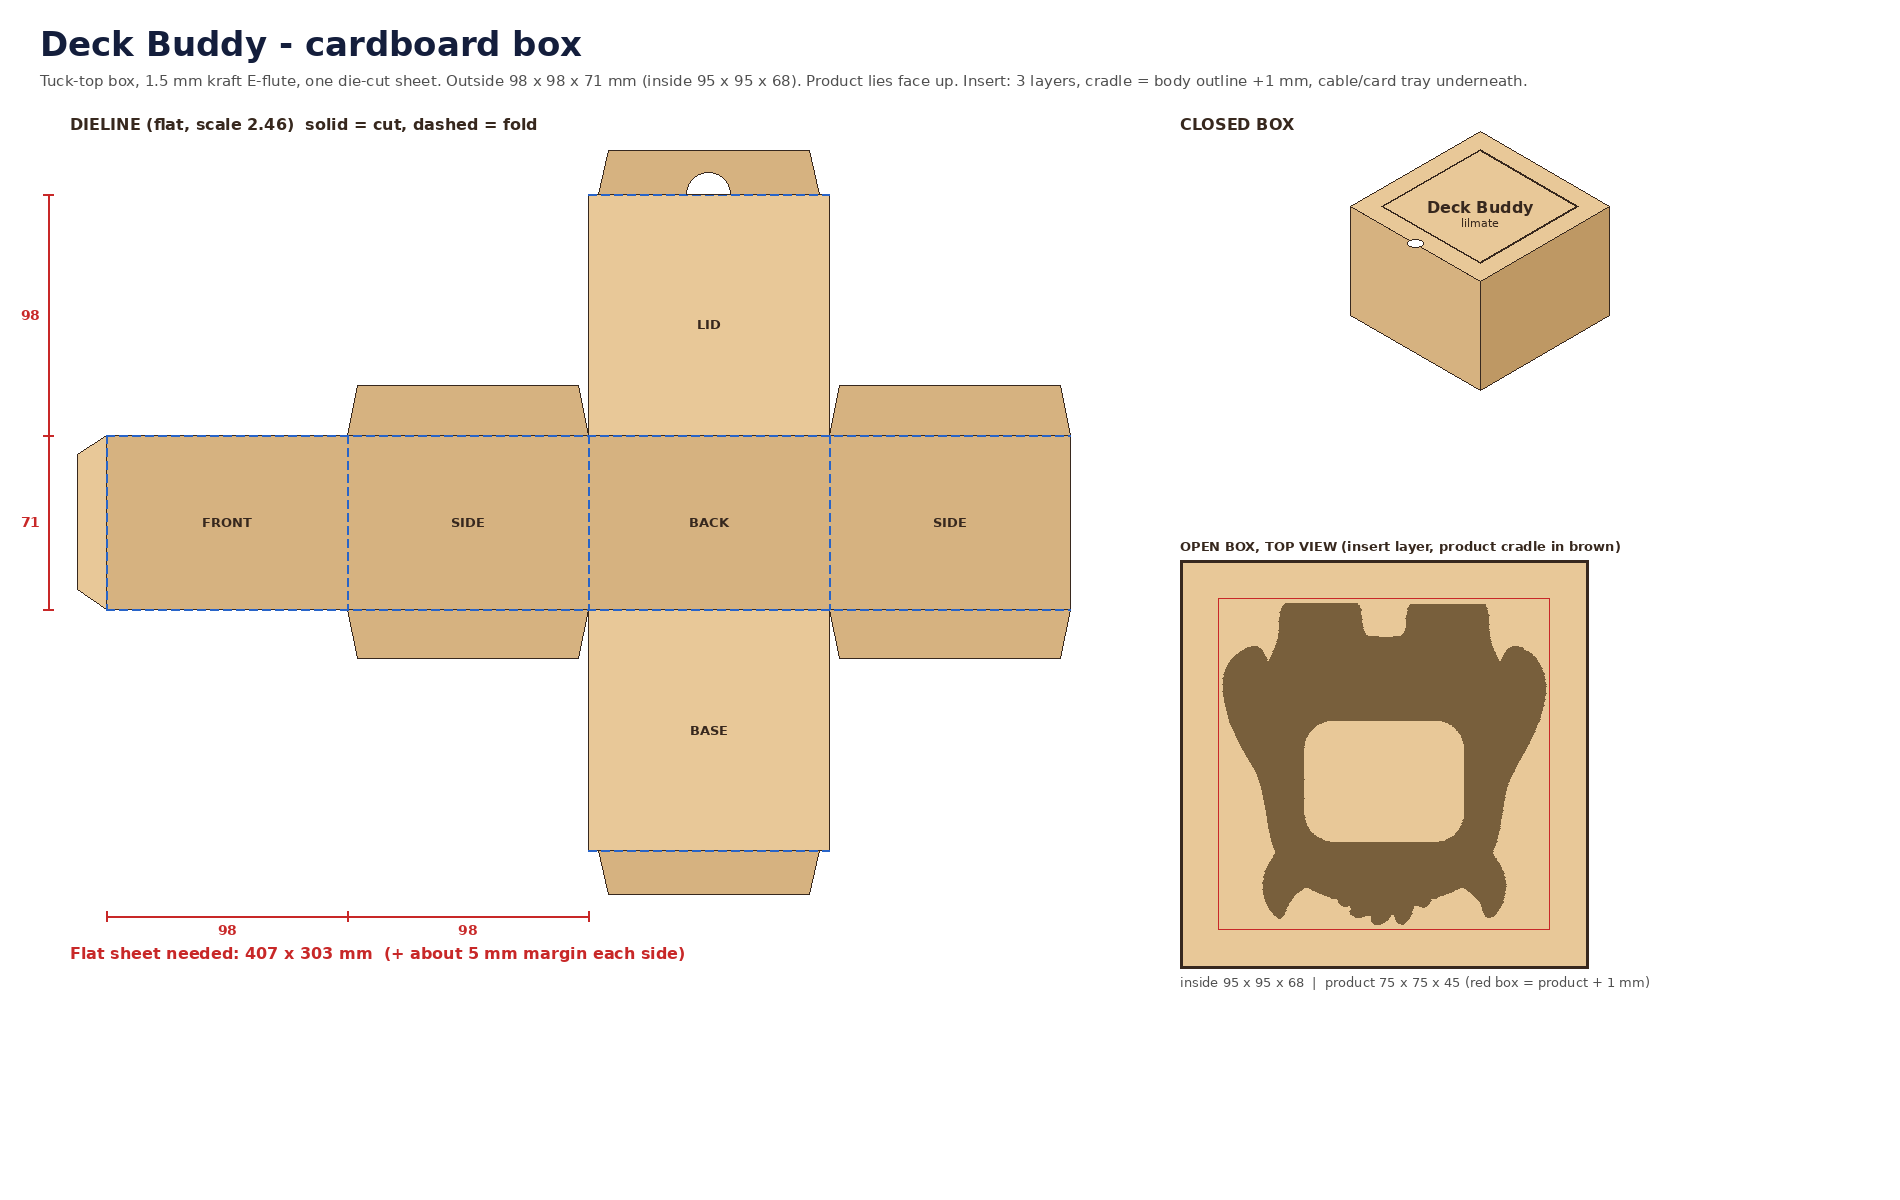 Deck Buddy - cardboard box
Tuck-top box, 1.5 mm kraft E-flute, one die-cut sheet. Outside 98 x 98 x 71 mm (inside 95 x 95 x 68). Product lies face up. Insert: 3 layers, cradle = body outline +1 mm, cable/card tray underneath.
DIELINE (flat, scale 2.46)  solid = cut, dashed = fold
98
LID
71
FRONT
SIDE
BACK
SIDE
BASE
98
98
Flat sheet needed: 407 x 303 mm  (+ about 5 mm margin each side)
CLOSED BOX
Deck Buddy
lilmate
OPEN BOX, TOP VIEW (insert layer, product cradle in brown)
inside 95 x 95 x 68  |  product 75 x 75 x 45 (red box = product + 1 mm)